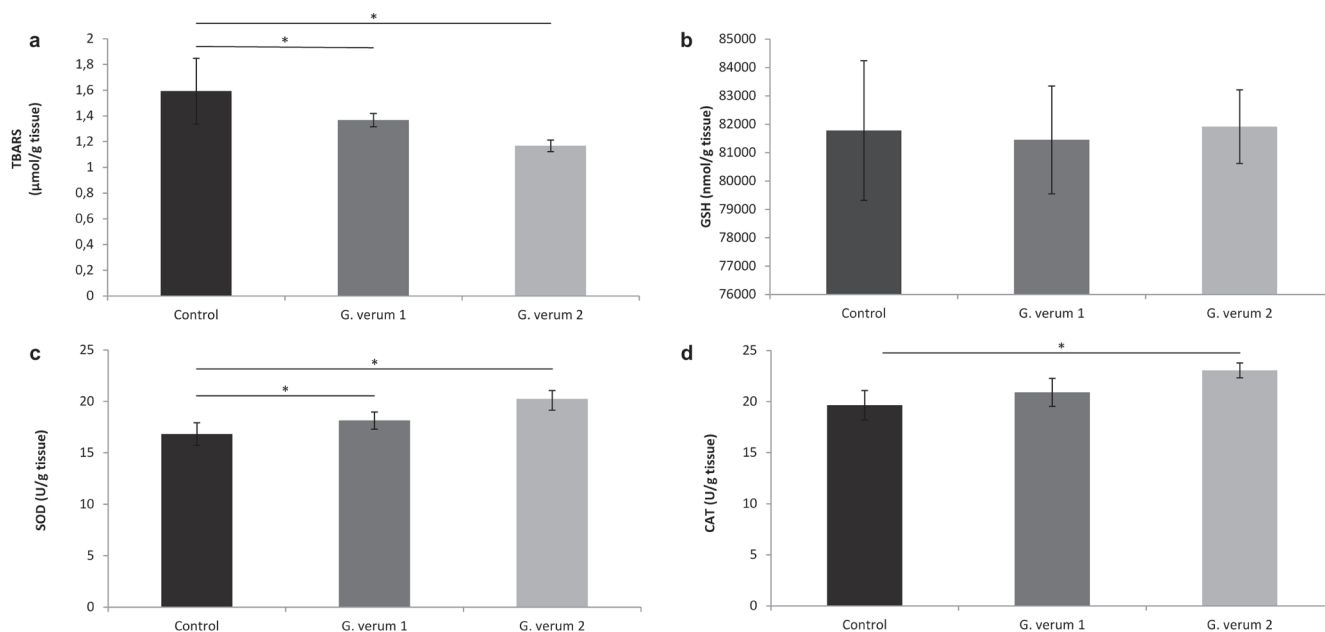 a
*
*
TBARS
(µmol/g tissue)
2
1,8
1,6
1,4
1,2
1
0,8
0,6
0,4
0,2
0
Control
G. verum 1
G. verum 2
b
GSH (nmol/g tissue)
85000
84000
83000
82000
81000
80000
79000
78000
77000
76000
Control
G. verum 1
G. verum 2
c
*
*
SOD (U/g tissue)
25
20
15
10
5
0
Control
G. verum 1
G. verum 2
d
*
CAT (U/g tissue)
25
20
15
10
5
0
Control
G. verum 1
G. verum 2